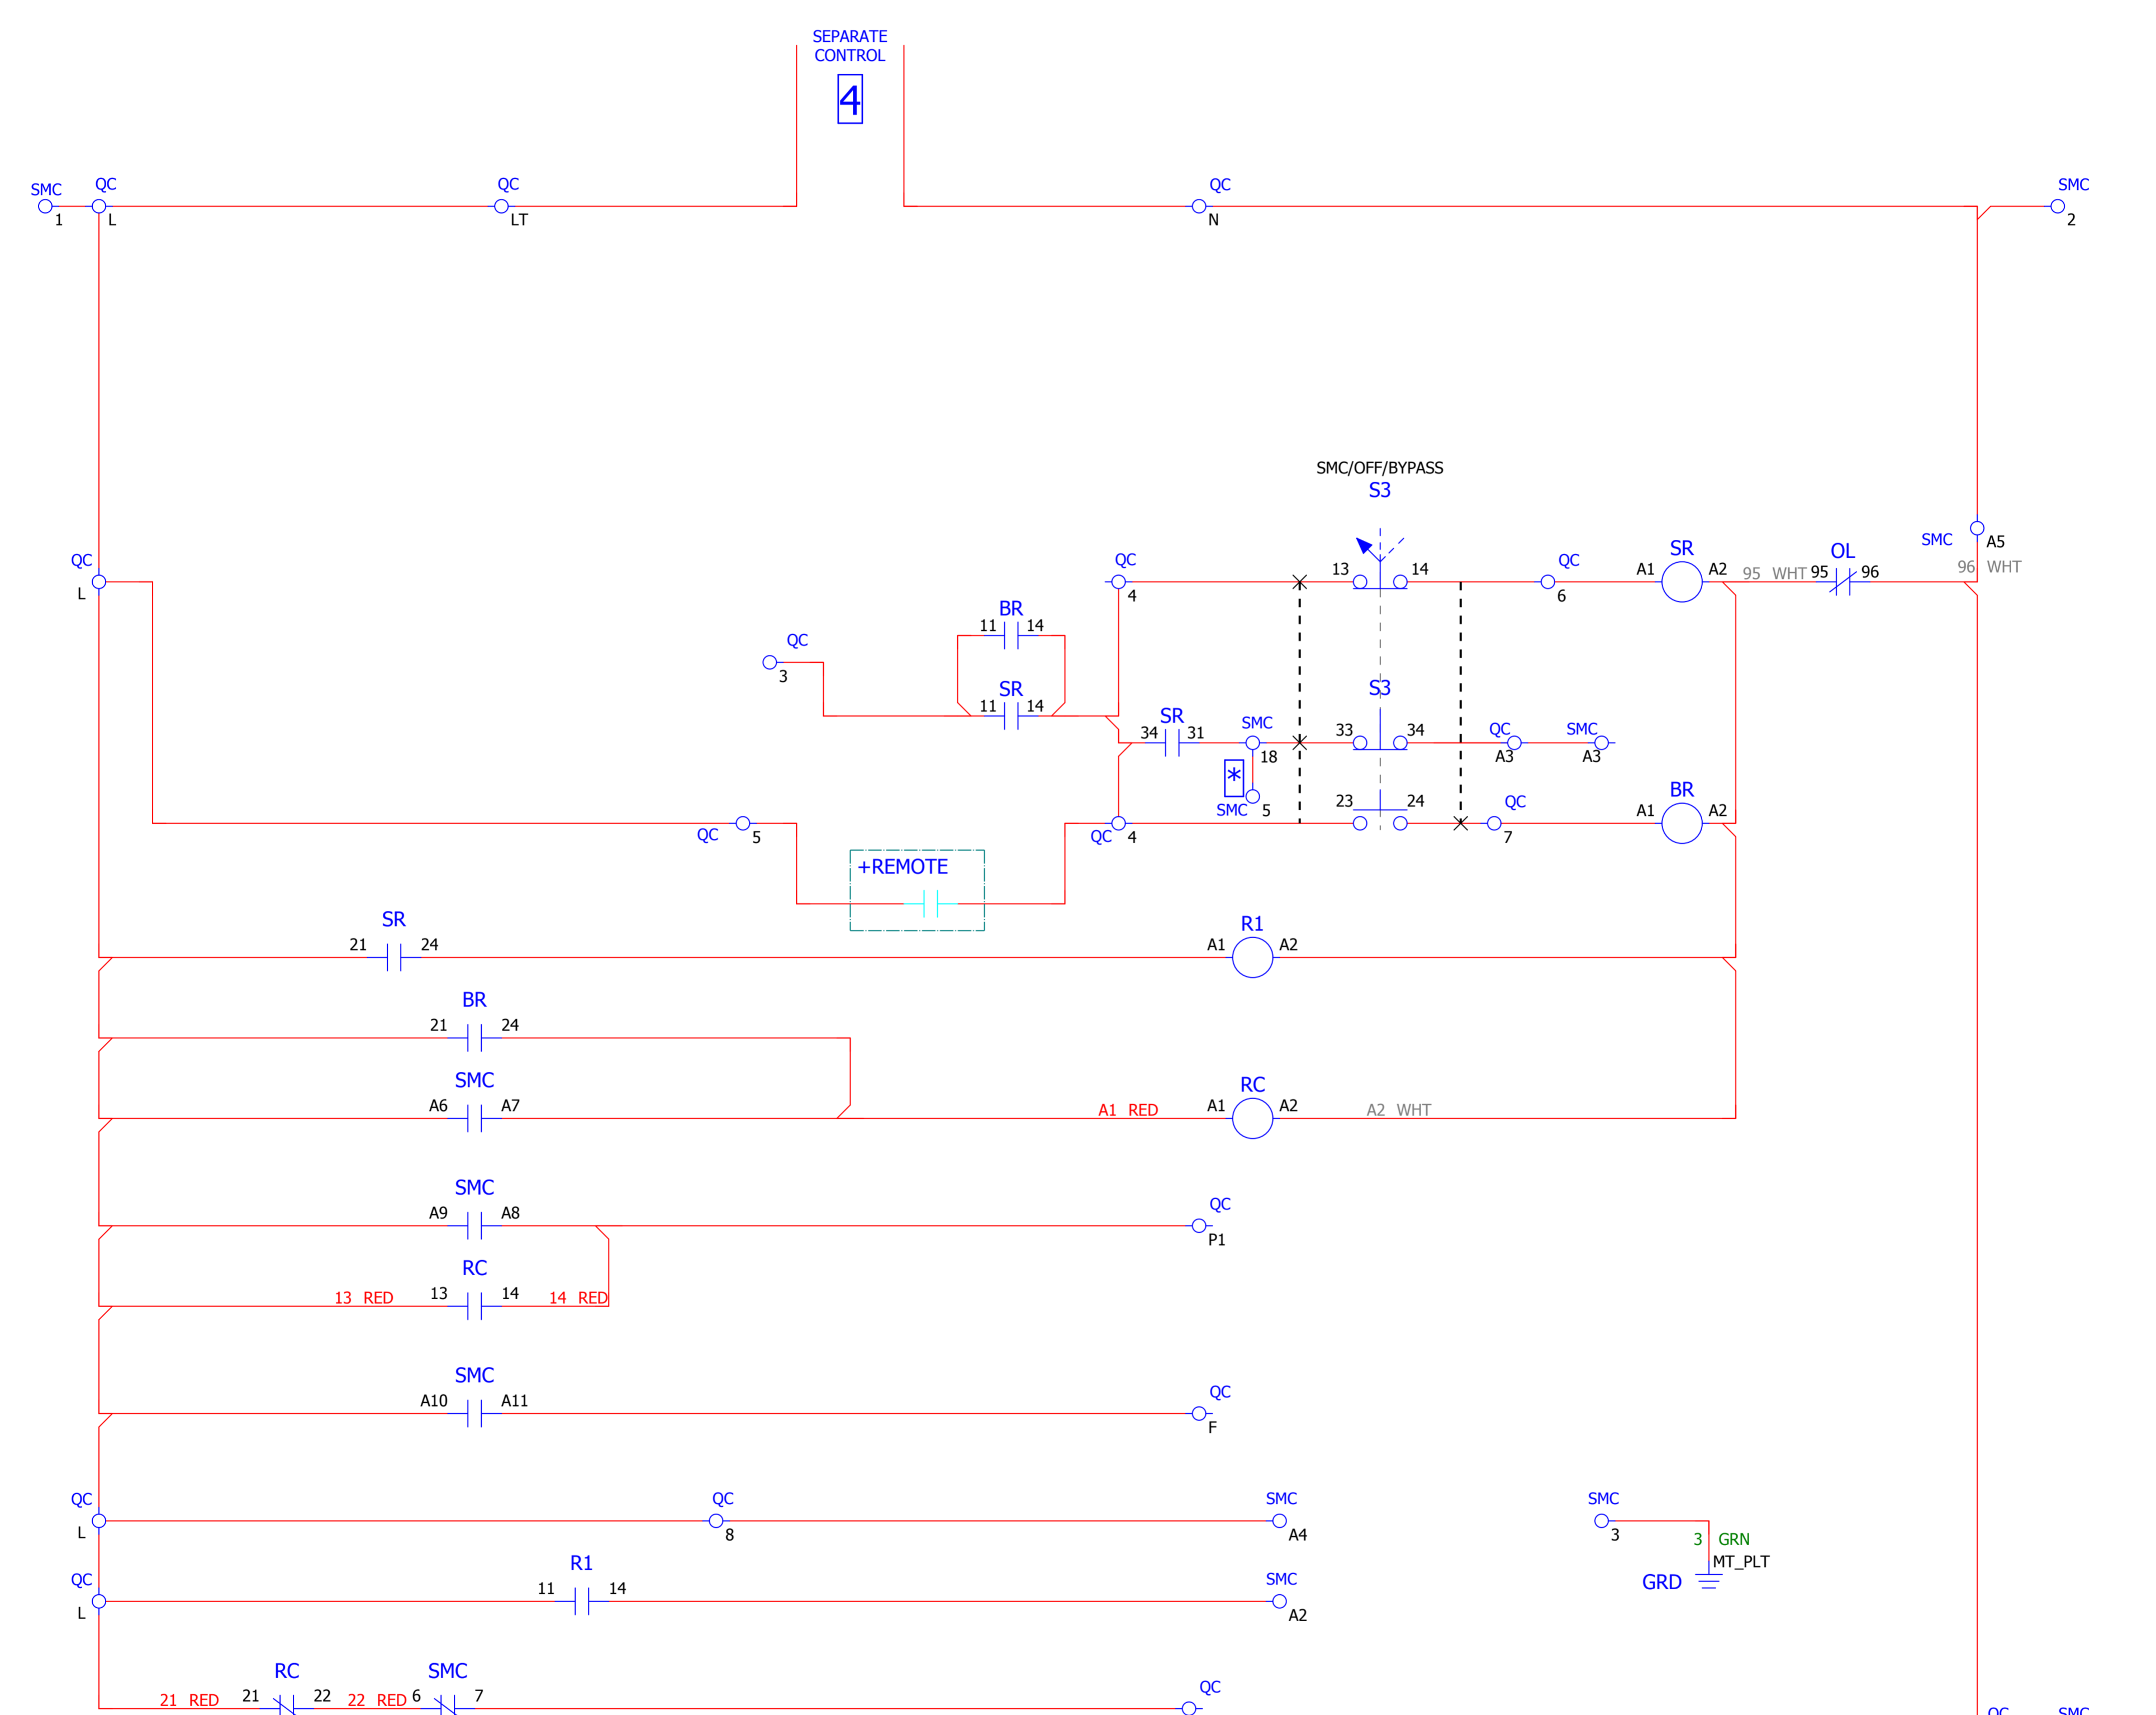 SEPARATE
CONTROL
4
SMC
QC
QC
QC
SMC
1
L
LT
N
2
SMC/OFF/BYPASS
S3
QC
L
QC
4
13
14
QC
6
SR
A1
A2
95 WHT
OL
95
96
SMC
A5
96 WHT
BR
11
14
QC
3
SR
11
14
SR
34
31
SMC
18
S3
33
34
QC
A3
SMC
A3
*
SMC
5
QC
5
QC
4
23
24
QC
7
BR
A1
A2
+REMOTE
SR
21
24
R1
A1
A2
BR
21
24
SMC
A6
A7
A1 RED
RC
A1
A2
A2 WHT
SMC
A9
A8
QC
P1
RC
13 RED
13
14
14 RED
SMC
A10
A11
QC
F
QC
L
QC
8
SMC
A4
SMC
3
3 GRN
MT_PLT
GRD
QC
L
R1
11
14
SMC
A2
RC
21 RED
21
22
22 RED
SMC
6
7
QC
QC
SMC